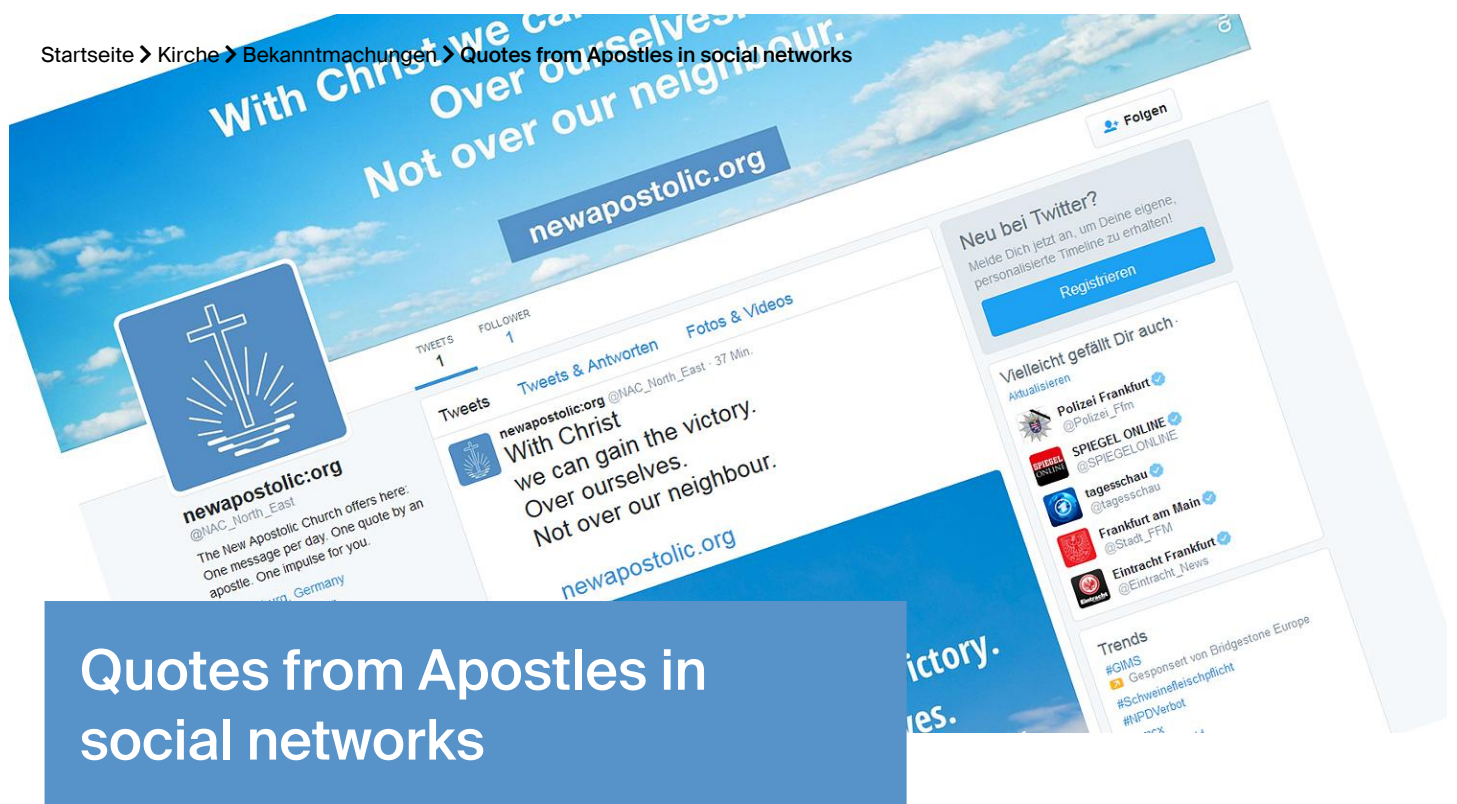 With Christ we can
Over ourselves.
Not over our neighbour.
newapostolic.org
Startseite > Kirche > Bekanntmachungen > Quotes from Apostles in social networks
Folgen
TWEETS
1
FOLLOWER
1
newapostolic:org
@NAC_North_East
The New Apostolic Church offers here:
One message per day. One quote by an
apostle. One impulse for you.
Germany
Tweets
Tweets & Antworten
Fotos & Videos
newapostolic:org @NAC_North_East · 37 Min.
With Christ
we can gain the victory.
Over ourselves.
Not over our neighbour.
newapostolic.org
ictory.
ves.
Neu bei Twitter?
Melde Dich jetzt an, um Deine eigene,
personalisierte Timeline zu erhalten!
Registrieren
Vielleicht gefällt Dir auch ·
Aktualisieren
Polizei Frankfurt
@Polizei_Ffm
SPIEGEL ONLINE
@SPIEGELONLINE
tagesschau
@tagesschau
Frankfurt am Main
@Stadt_FFM
Eintracht Frankfurt
@Eintracht_News
SPIEGEL
ONLINE
Eintracht
Trends
#GIMS
Gesponsert von Bridgestone Europe
#Schweinefleischpflicht
#NPDVerbot
Quotes from Apostles in
social networks